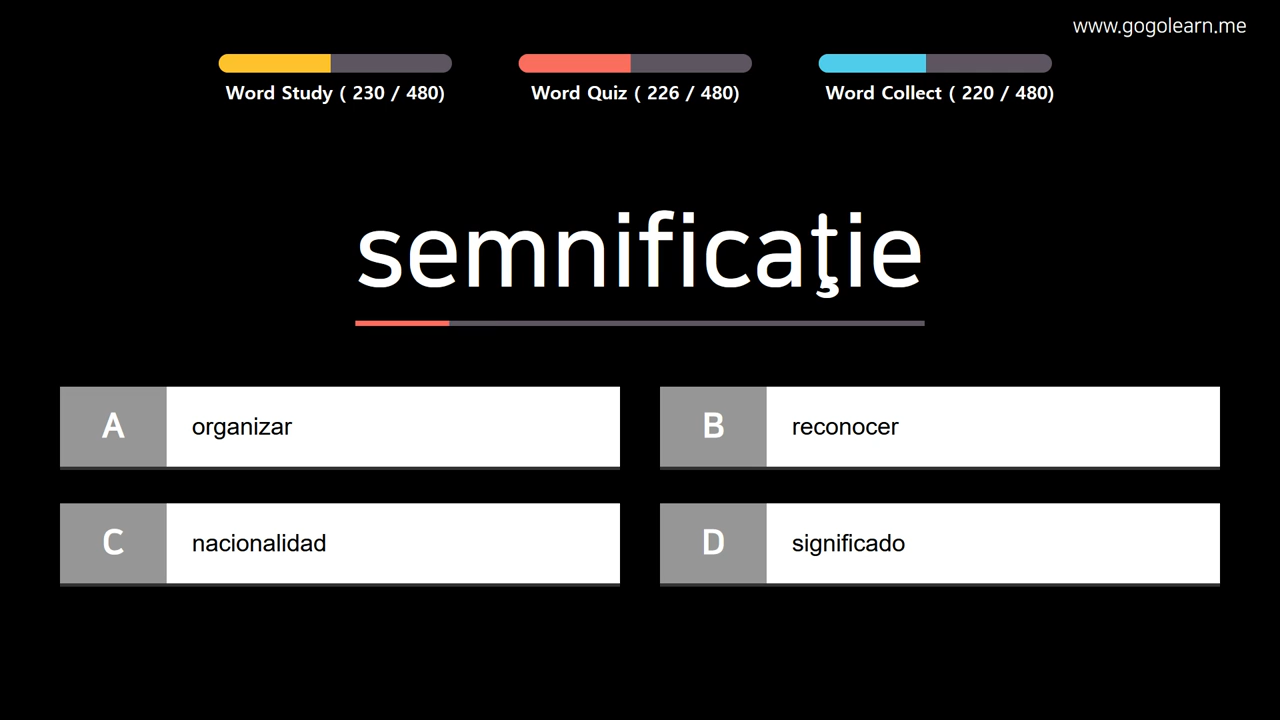 www.gogolearn.me
Word Study ( 230 / 480)
Word Quiz ( 226 / 480)
Word Collect ( 220 / 480)
semnificaţie
A
organizar
B
reconocer
C
nacionalidad
D
significado